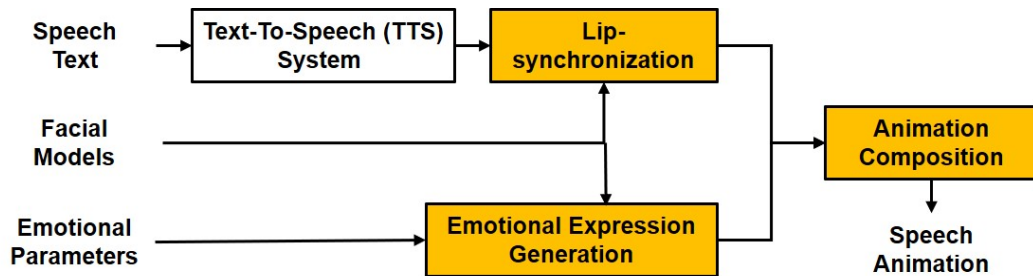 Speech
Text
Text-To-Speech (TTS)
System
Lip-
synchronization
Facial
Models
Animation
Composition
Emotional
Parameters
Emotional Expression
Generation
Speech
Animation